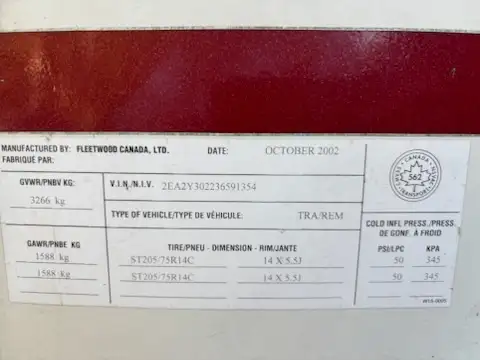 MANUFACTURED BY: FLEETWOOD CANADA, LTD. DATE: OCTOBER 2002
FABRIQUÉ PAR:
GVWR/PNBV KG:
3266 kg
V.I.N./N.I.V. 2EA2Y302236591354
TYPE OF VEHICLE/TYPE DE VÉHICULE: TRA/REM
CANADA
562
TRANSPORT
GAWR/PNBE KG
1588 kg
1588 kg
TIRE/PNEU - DIMENSION - RIM/JANTE
ST205/75R14C 14 X 5.5J
ST205/75R14C 14 X 5.5J
COLD INFL PRESS./PRESS.
DE GONF. À FROID
PSI/LPC KPA
50 345
50 345